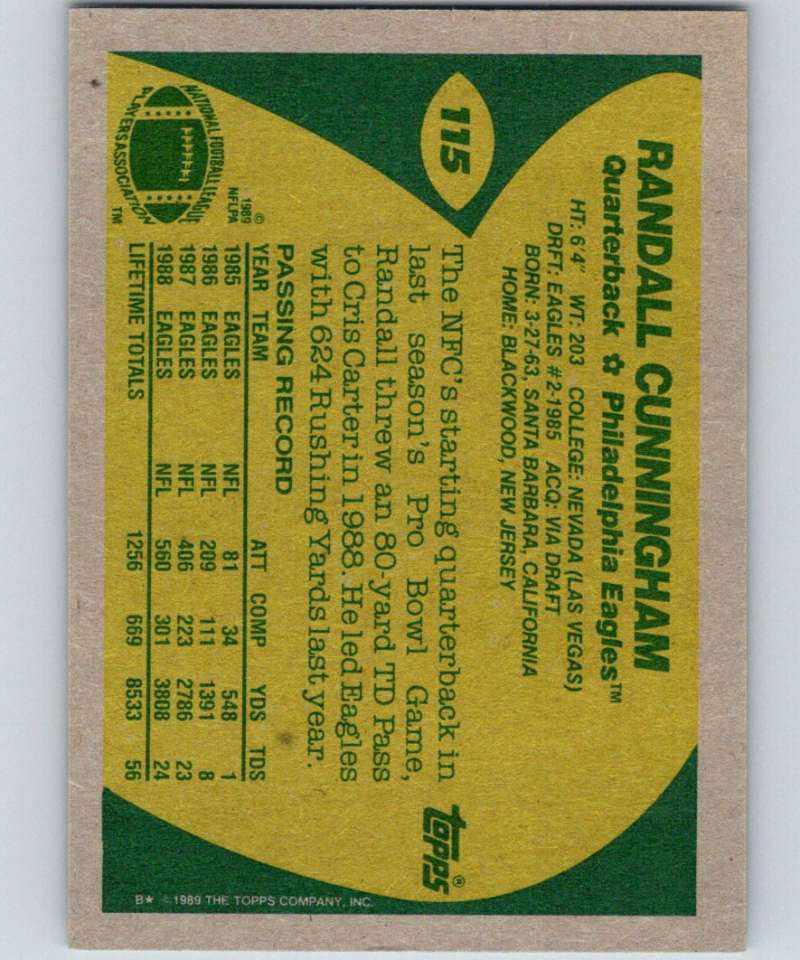 115
RANDALL CUNNINGHAM
Quarterback ✩ Philadelphia Eagles™
HT: 6'4" WT: 203 COLLEGE: NEVADA (LAS VEGAS)
DRFT: EAGLES #2-1985 ACQ: VIA DRAFT
BORN: 3-27-63, SANTA BARBARA, CALIFORNIA
HOME: BLACKWOOD, NEW JERSEY
The NFC's starting quarterback in
last season's Pro Bowl Game,
Randall threw an 80-yard TD Pass
to Cris Carter in 1988. He led Eagles
with 624 Rushing Yards last year.
PASSING RECORD
YEAR TEAM ATT COMP YDS TDS
1985 EAGLES NFL 81 34 548 1
1986 EAGLES NFL 209 111 1391 8
1987 EAGLES NFL 406 223 2786 23
1988 EAGLES NFL 560 301 3808 24
LIFETIME TOTALS 1256 669 8533 56
NATIONAL FOOTBALL LEAGUE
PLAYERS ASSOCIATION
™
©
1989
NFLPA
topps®
B★ ©1989 THE TOPPS COMPANY, INC.